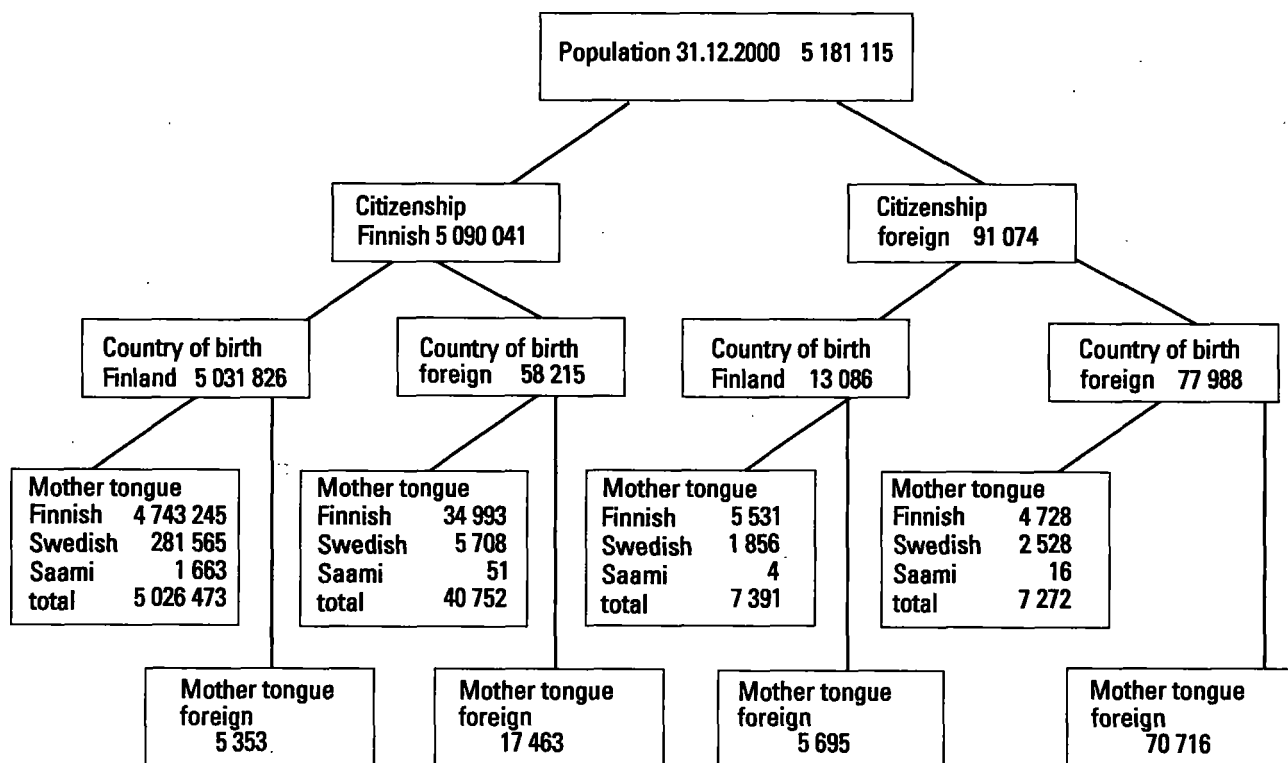 Population 31.12.2000 5 181 115
Citizenship
Finnish 5 090 041
Citizenship
foreign 91 074
Country of birth
Finland 5 031 826
Country of birth
foreign 58 215
Country of birth
Finland 13 086
Country of birth
foreign 77 988
Mother tongue
Finnish 4 743 245
Swedish 281 565
Saami 1 663
total 5 026 473
Mother tongue
Finnish 34 993
Swedish 5 708
Saami 51
total 40 752
Mother tongue
Finnish 5 531
Swedish 1 856
Saami 4
total 7 391
Mother tongue
Finnish 4 728
Swedish 2 528
Saami 16
total 7 272
Mother tongue
foreign
5 353
Mother tongue
foreign
17 463
Mother tongue
foreign
5 695
Mother tongue
foreign
70 716